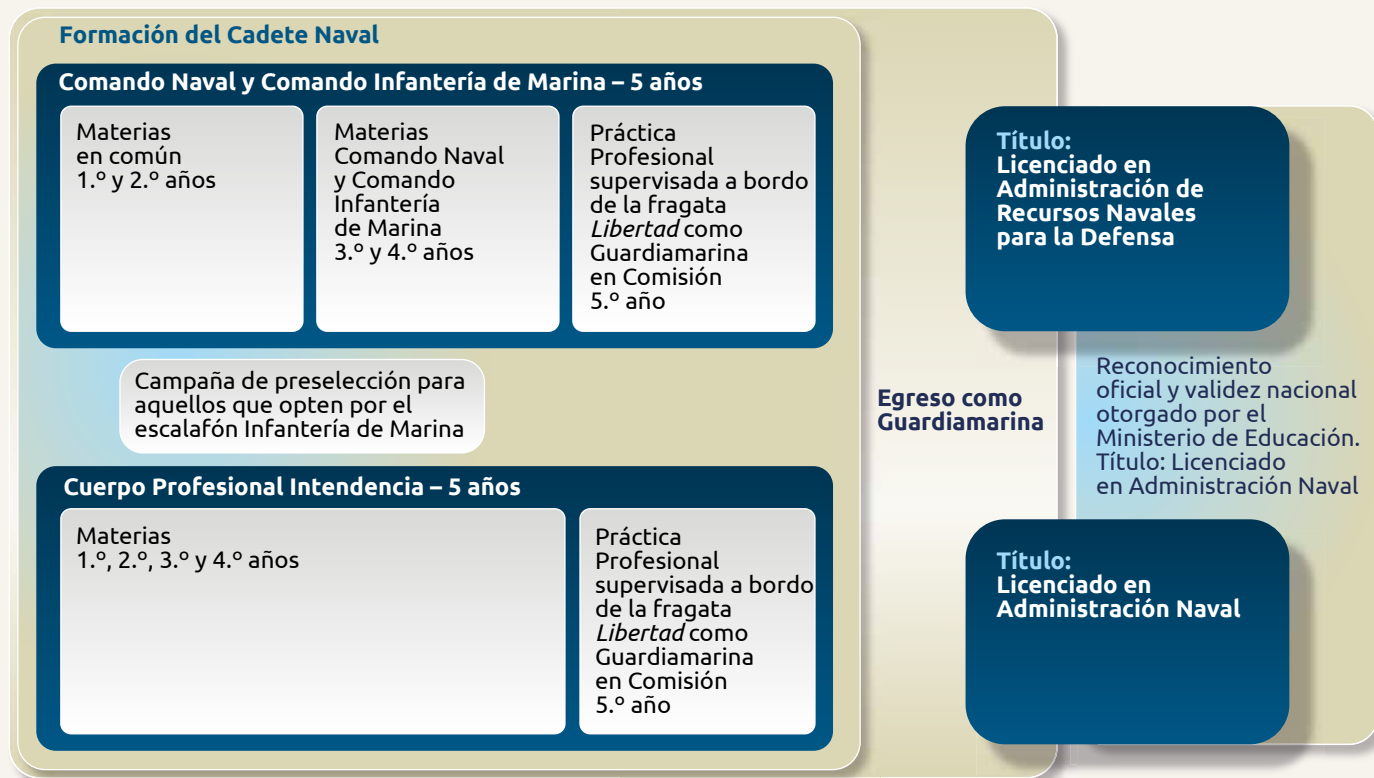 Formación del Cadete Naval
Comando Naval y Comando Infantería de Marina – 5 años
Materias
en común
1.º y 2.º años
Materias
Comando Naval
y Comando
Infantería
de Marina
3.º y 4.º años
Práctica
Profesional
supervisada a bordo
de la fragata
Libertad como
Guardiamarina
en Comisión
5.º año
Campaña de preselección para
aquellos que opten por el
escalafón Infantería de Marina
Cuerpo Profesional Intendencia – 5 años
Materias
1.º, 2.º, 3.º y 4.º años
Práctica
Profesional
supervisada a bordo
de la fragata
Libertad como
Guardiamarina
en Comisión
5.º año
Egreso como
Guardiamarina
Título:
Licenciado en
Administración de
Recursos Navales
para la Defensa
Reconocimiento
oficial y validez nacional
otorgado por el
Ministerio de Educación.
Título: Licenciado
en Administración Naval
Título:
Licenciado en
Administración Naval